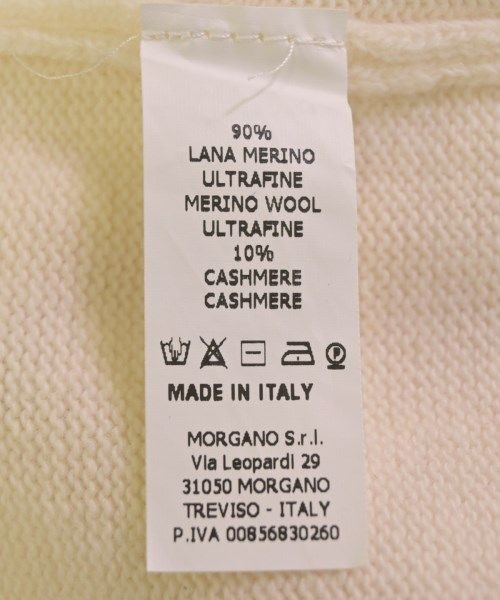 90%
LANA MERINO
ULTRAFINE
MERINO WOOL
ULTRAFINE
10%
CASHMERE
CASHMERE
P
MADE IN ITALY
MORGANO S.r.l.
Via Leopardi 29
31050 MORGANO
TREVISO - ITALY
P.IVA 00856830260